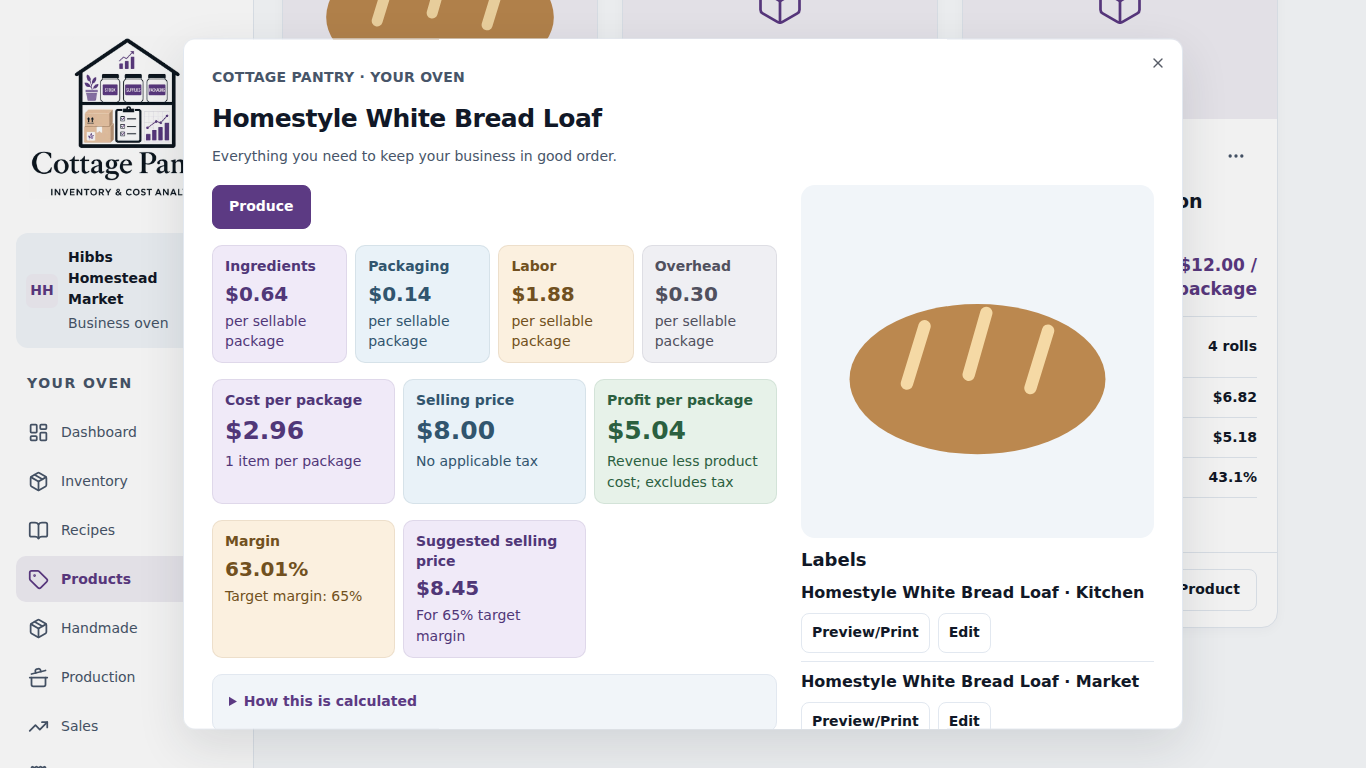 Cottage Pan
INVENTORY & COST ANAL
HH
Hibbs
Homestead
Market
Business oven
YOUR OVEN
Dashboard
Inventory
Recipes
Products
Handmade
Production
Sales
COTTAGE PANTRY · YOUR OVEN
×
Homestyle White Bread Loaf
Everything you need to keep your business in good order.
Produce
Ingredients
$0.64
per sellable
package
Packaging
$0.14
per sellable
package
Labor
$1.88
per sellable
package
Overhead
$0.30
per sellable
package
Cost per package
$2.96
1 item per package
Selling price
$8.00
No applicable tax
Profit per package
$5.04
Revenue less product
cost; excludes tax
Margin
63.01%
Target margin: 65%
Suggested selling
price
$8.45
For 65% target
margin
▶ How this is calculated
Labels
Homestyle White Bread Loaf · Kitchen
Preview/Print
Edit
Homestyle White Bread Loaf · Market
Preview/Print
Edit
•••
on
$12.00 /
package
4 rolls
$6.82
$5.18
43.1%
Product